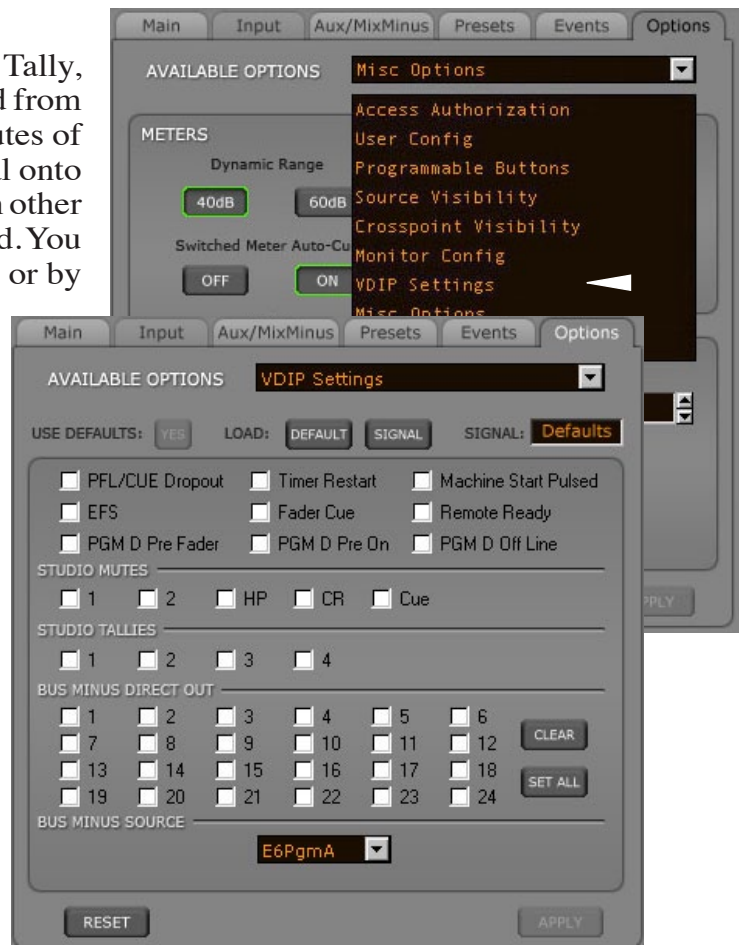 Main Input Aux/MixMinus Presets Events Options
Tally,
from
utes of
onto
other
You
or by
AVAILABLE OPTIONS Misc Options
Access Authorization
User Config
Programmable Buttons
Source Visibility
Crosspoint Visibility
Monitor Config
VDIP Settings
Misc Options
METERS
Dynamic Range
40dB 60dB
Switched Meter Auto-Cu
OFF ON
APPLY
Main Input Aux/MixMinus Presets Events Options
AVAILABLE OPTIONS VDIP Settings
USE DEFAULTS: YES LOAD: DEFAULT SIGNAL SIGNAL: Defaults
PFL/CUE Dropout Timer Restart Machine Start Pulsed
EFS Fader Cue Remote Ready
PGM D Pre Fader PGM D Pre On PGM D Off Line
STUDIO MUTES
1 2 HP CR Cue
STUDIO TALLIES
1 2 3 4
BUS MINUS DIRECT OUT
1 2 3 4 5 6
7 8 9 10 11 12
CLEAR
13 14 15 16 17 18
SET ALL
19 20 21 22 23 24
BUS MINUS SOURCE
E6PgmA
RESET APPLY